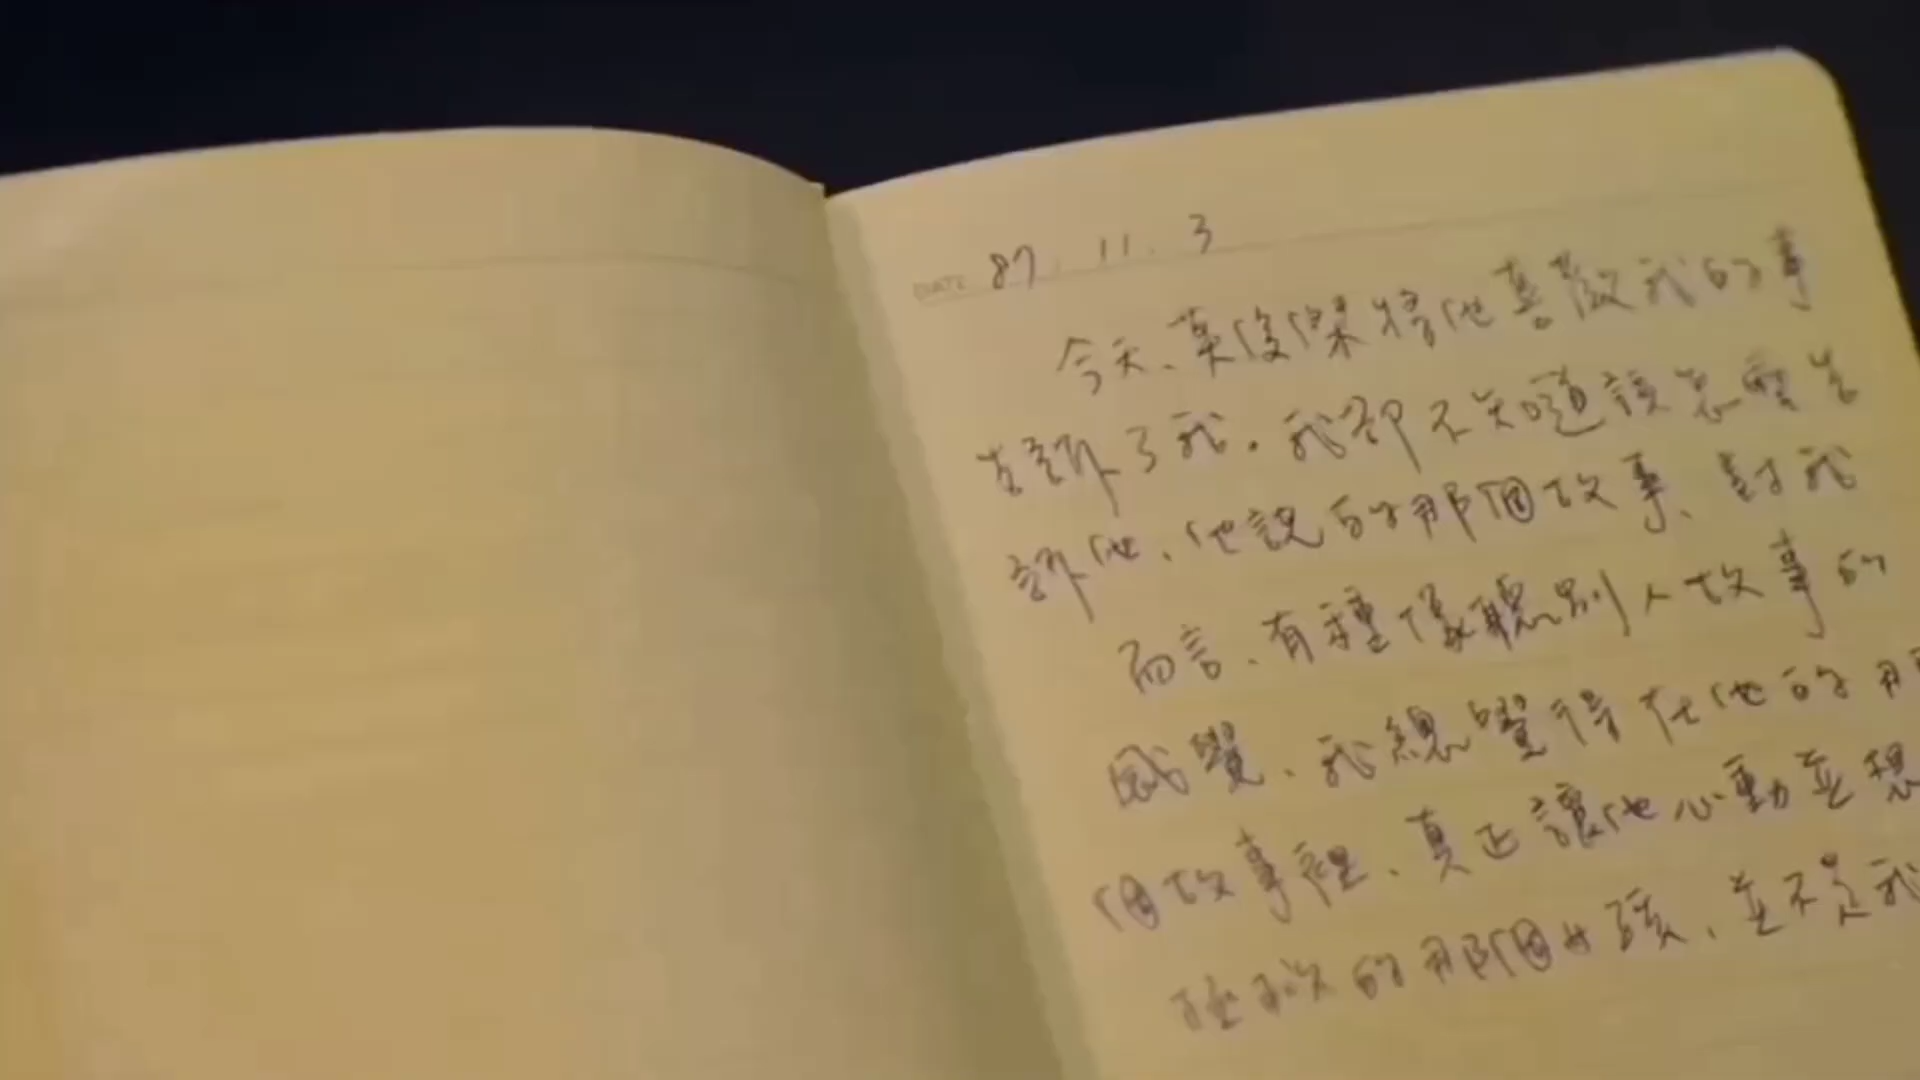 DATE 87. 11. 3
今天、莫俊傑將他喜歡我的事
告訴了我。我卻不知道該怎麼告
訴他、他說的那個故事、對我
而言、有種像聽別人故事的
感覺、我總覺得在他的那
個故事裡、真正讓他心動並想
拯救的那個女孩、並不是我